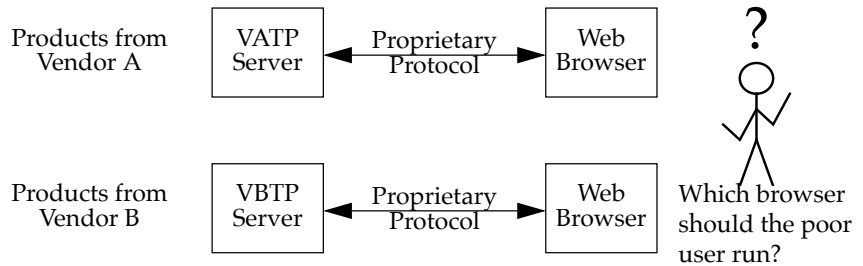 Products from
Vendor A
VATP
Server
Proprietary
Protocol
Web
Browser
?
Products from
Vendor B
VBTP
Server
Proprietary
Protocol
Web
Browser
Which browser
should the poor
user run?